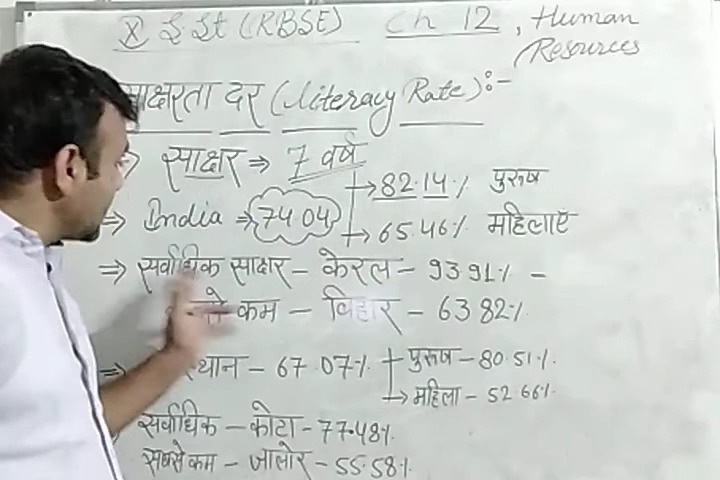 X S St (RBSE) Ch 12, Human
Resources
साक्षरता दर (Literacy Rate):-
⇒ साक्षर ⇒ 7 वर्ष
→ 82.14% पुरुष
⇒ India ⇒ 74.04
→ 65.46% महिलाएँ
⇒ सर्वाधिक साक्षर – केरल – 93.91% –
कम – बिहार – 63.82%
⇒ स्थान – 67.07% → पुरुष – 80.51%
→ महिला – 52.66%
सर्वाधिक – कोटा – 77.48%
सबसे कम – जालोर – 55.58%